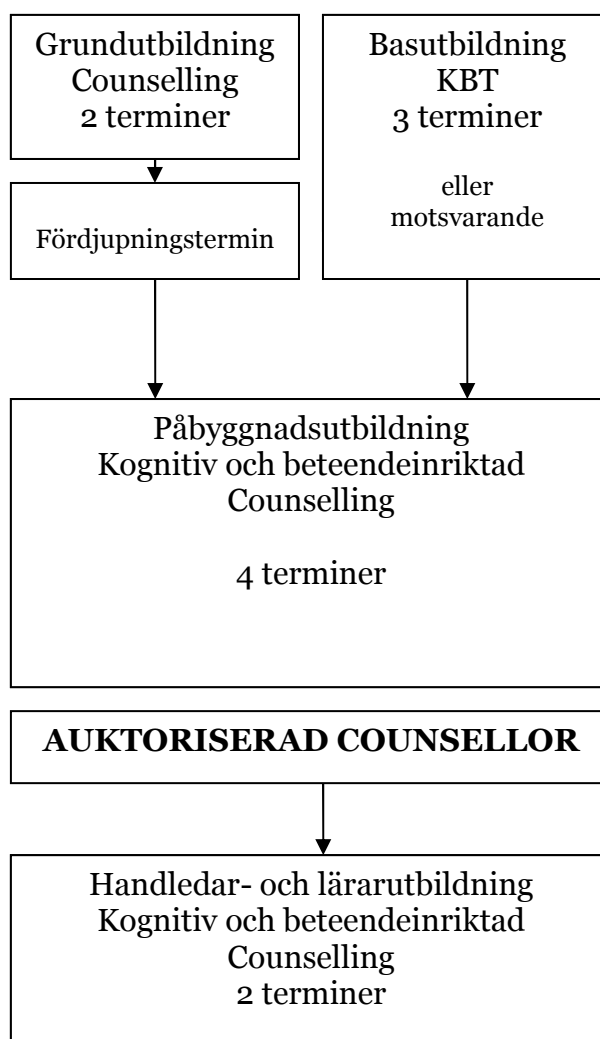 Grundutbildning
Counselling
2 terminer
Fördjupningstermin
Basutbildning
KBT
3 terminer
eller
motsvarande
Påbyggnadsutbildning
Kognitiv och beteendeinriktad
Counselling
4 terminer
AUKTORISERAD COUNSELLOR
Handledar- och lärarutbildning
Kognitiv och beteendeinriktad
Counselling
2 terminer